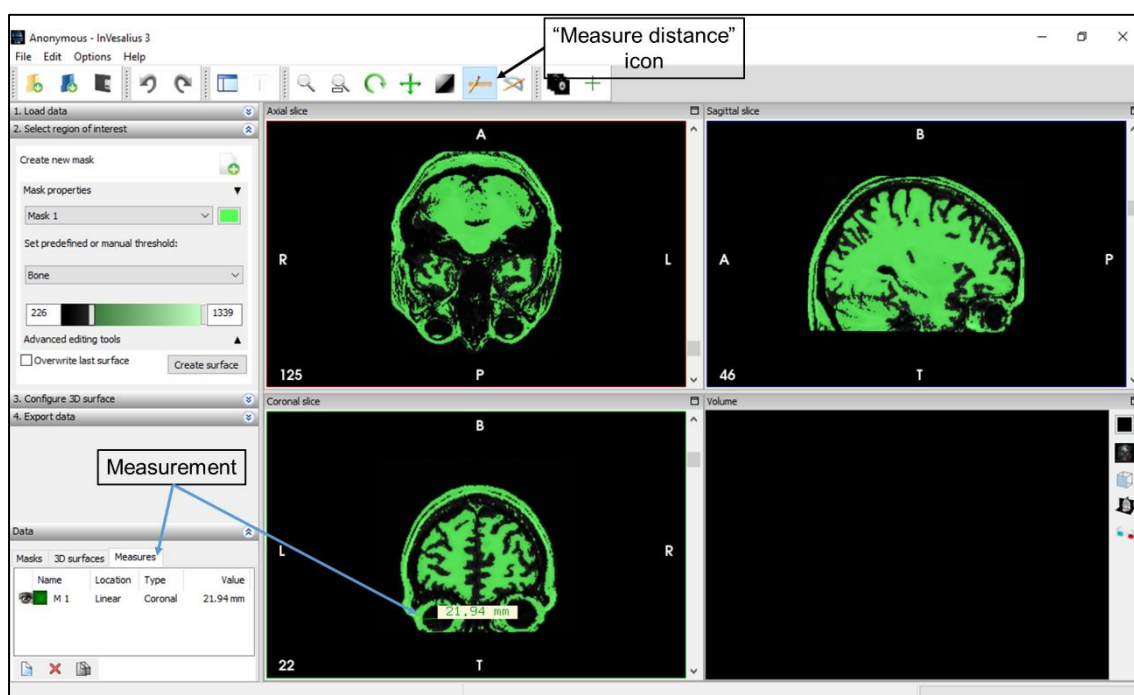 Anonymous - InVesalius 3
"Measure distance"
icon
File Edit Options Help
1. Load data
2. Select region of interest
Create new mask
Mask properties
Mask 1
Set predefined or manual threshold:
Bone
226
1339
Advanced editing tools
Overwrite last surface
Create surface
3. Configure 3D surface
4. Export data
Measurement
Data
Masks 3D surfaces Measures
Name Location Type Value
M 1 Linear Coronal 21.94 mm
Axial slice
A
R
L
125
P
Sagittal slice
B
A
P
46
T
Coronal slice
B
L
R
21.94 mm
22
T
Volume